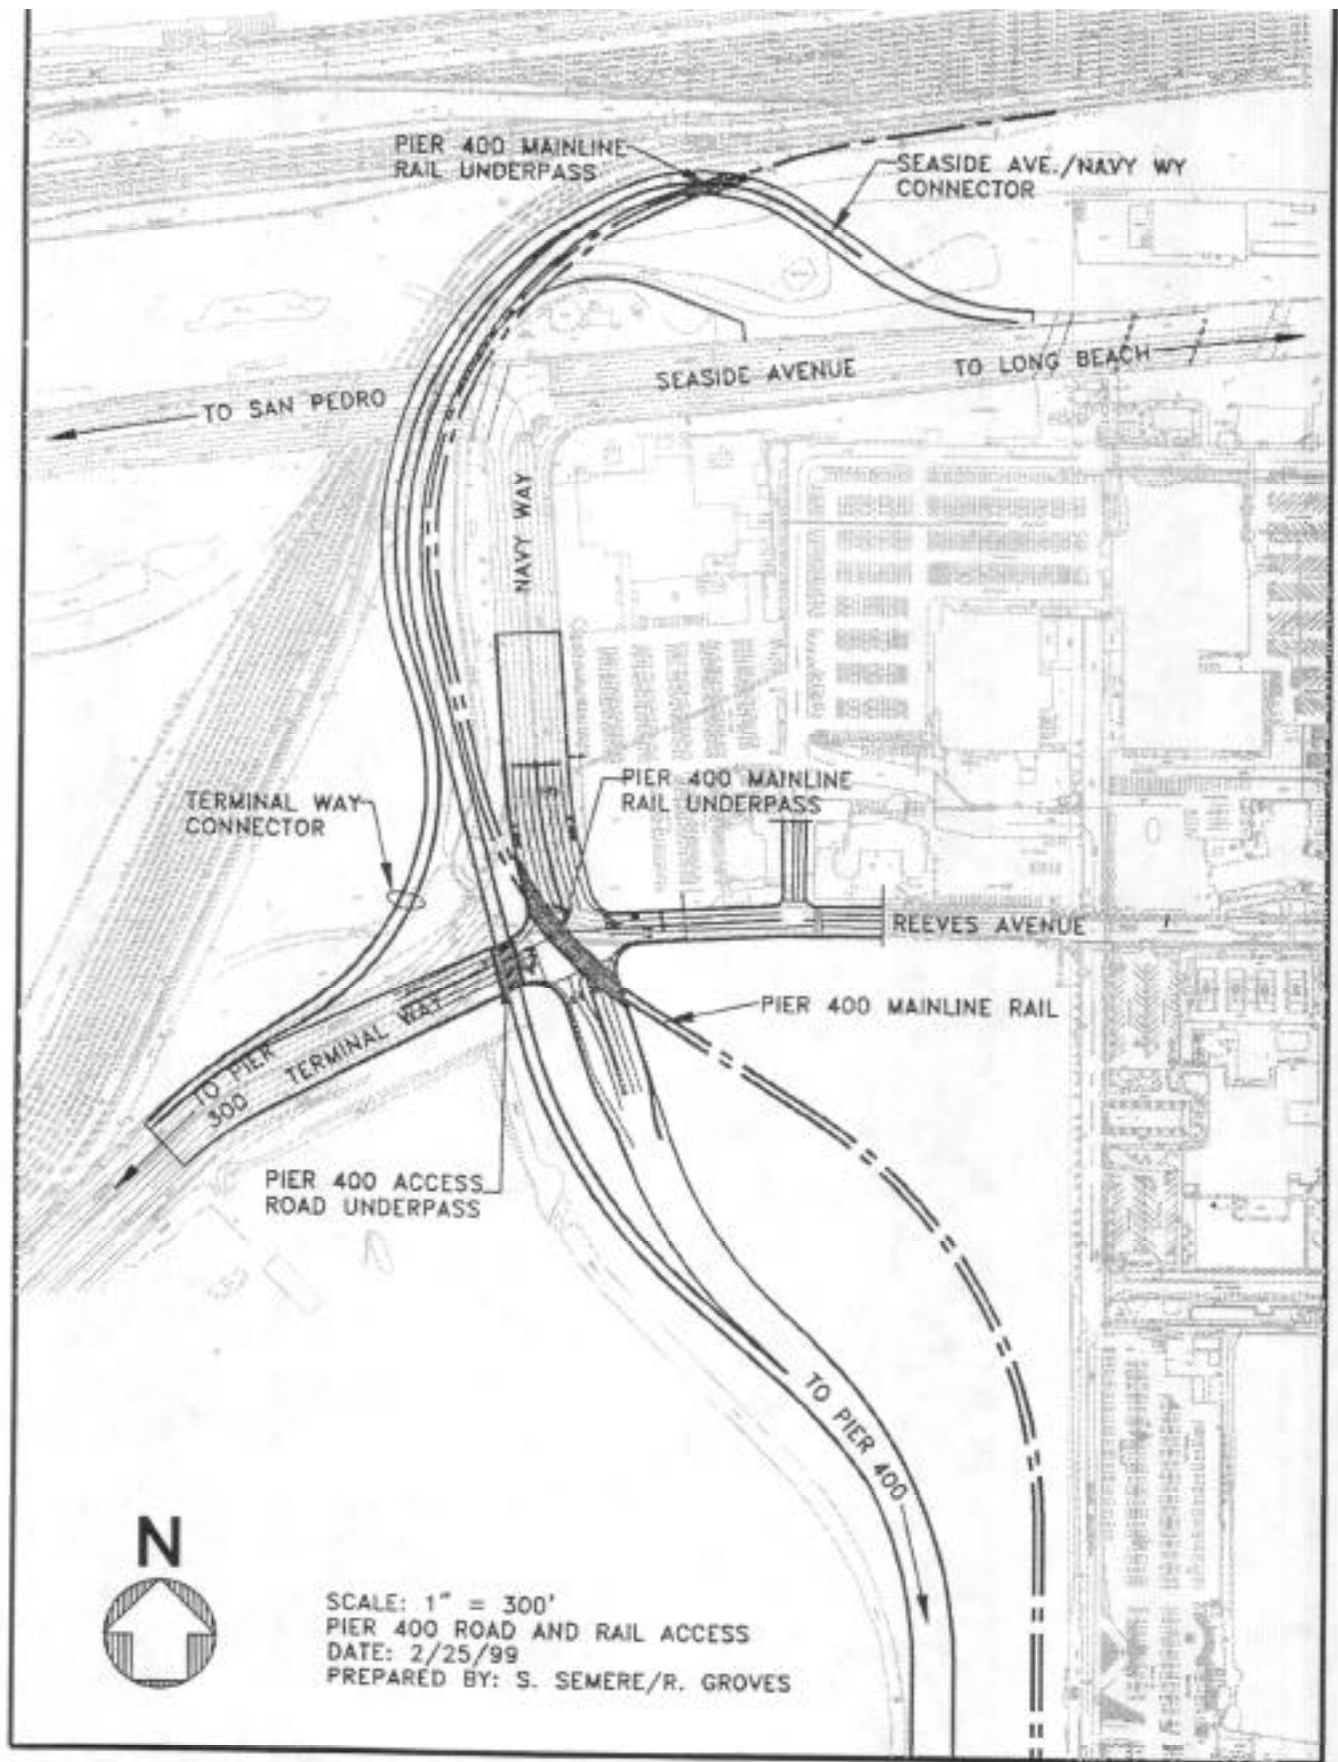 PIER 400 MAINLINE
RAIL UNDERPASS
SEASIDE AVE./NAVY WY
CONNECTOR
SEASIDE AVENUE
TO LONG BEACH
TO SAN PEDRO
NAVY WAY
PIER 400 MAINLINE
RAIL UNDERPASS
TERMINAL WAY
CONNECTOR
REEVES AVENUE
PIER 400 MAINLINE RAIL
TO PIER
300
TERMINAL WAY
PIER 400 ACCESS
ROAD UNDERPASS
TO PIER 400
N
SCALE: 1" = 300'
PIER 400 ROAD AND RAIL ACCESS
DATE: 2/25/99
PREPARED BY: S. SEMERE/R. GROVES